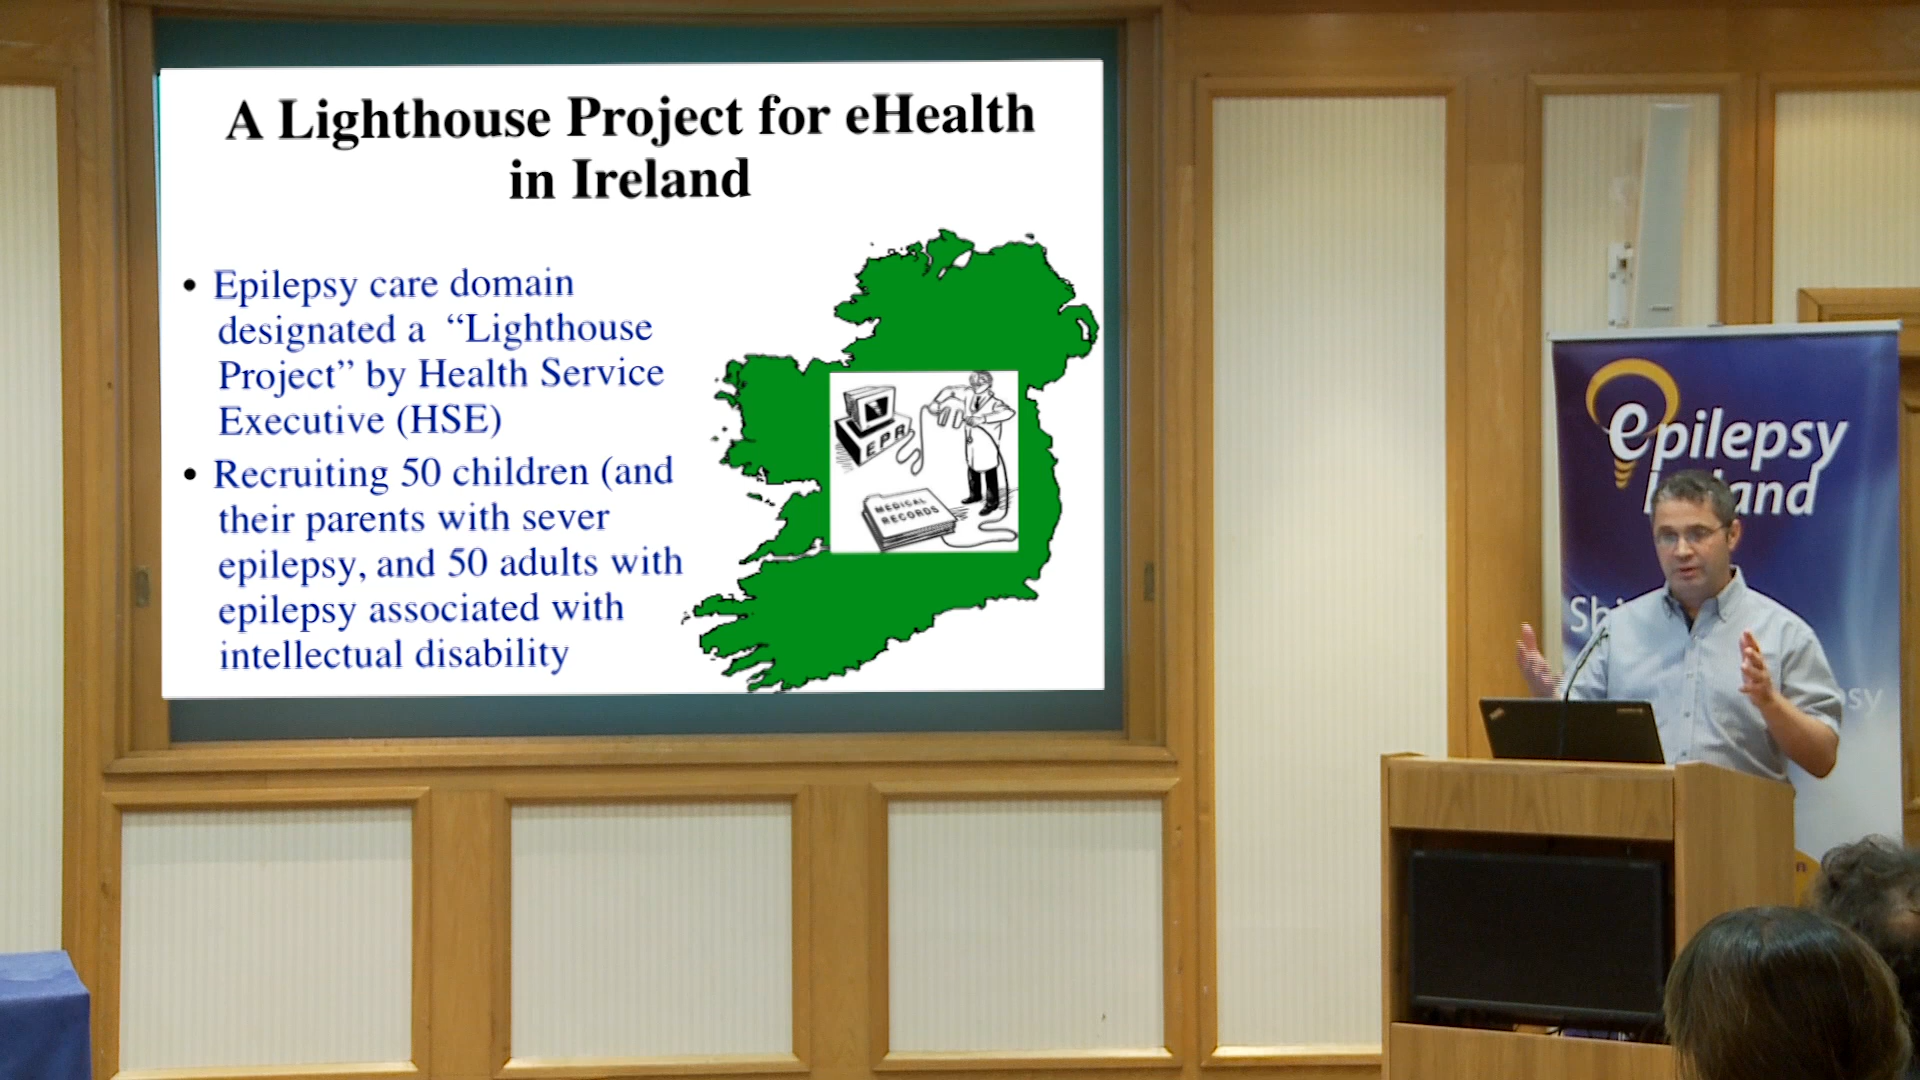 A Lighthouse Project for eHealth
in Ireland
• Epilepsy care domain
designated a “Lighthouse
Project” by Health Service
Executive (HSE)
• Recruiting 50 children (and
their parents with sever
epilepsy, and 50 adults with
epilepsy associated with
intellectual disability
EPR
MEDICAL
RECORDS
epilepsy